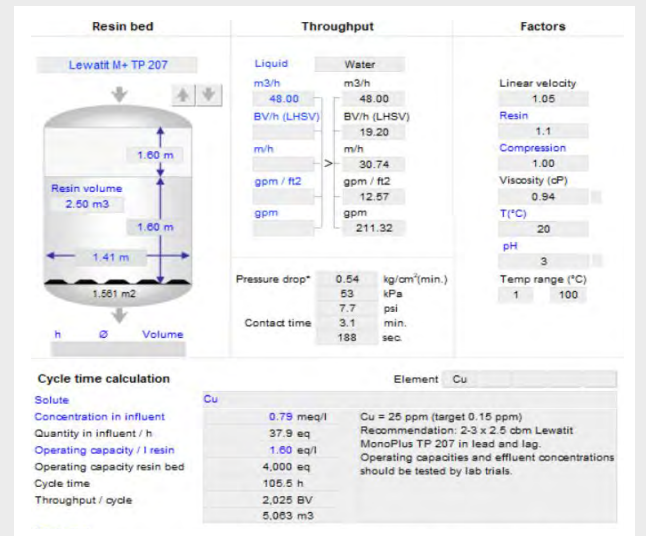 Resin bed
Throughput
Factors
Lewatit M+ TP 207
1.60 m
Resin volume
2.50 m3
1.60 m
1.41 m
1.561 m2
h Ø Volume
Liquid Water
m3/h m3/h
48.00 48.00
BV/h (LHSV) BV/h (LHSV)
19.20
m/h m/h
> 30.74
gpm / ft2 gpm / ft2
12.57
gpm gpm
211.32
Pressure drop* 0.54 kg/cm²(min.)
53 kPa
7.7 psi
Contact time 3.1 min.
188 sec.
Linear velocity
1.05
Resin
1.1
Compression
1.00
Viscosity (cP)
0.94
T(°C)
20
pH
3
Temp range (°C)
1 100
Cycle time calculation
Element Cu
Solute Cu
Concentration in influent 0.79 meq/l
Quantity in influent / h 37.9 eq
Operating capacity / l resin 1.60 eq/l
Operating capacity resin bed 4,000 eq
Cycle time 105.5 h
Throughput / cycle 2,025 BV
5,063 m3
Cu = 25 ppm (target 0.15 ppm)
Recommendation: 2-3 x 2.5 cbm Lewatit
MonoPlus TP 207 in lead and lag.
Operating capacities and effluent concentrations
should be tested by lab trials.